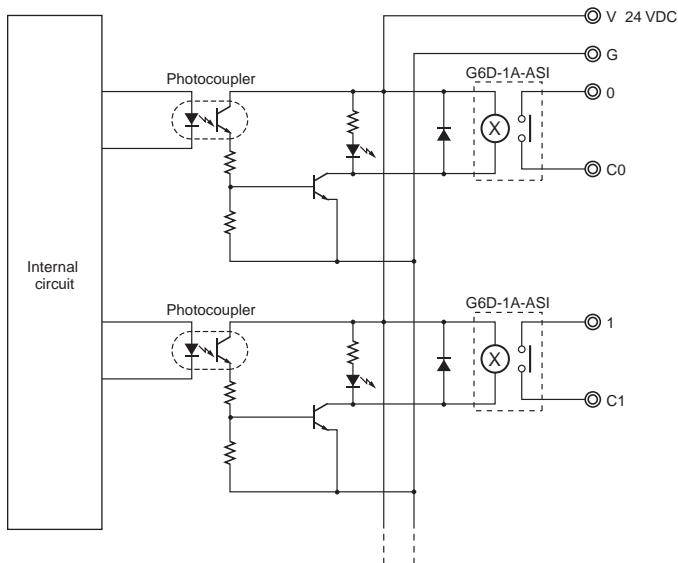 V 24 VDC
G
Photocoupler
G6D-1A-ASI
0
X
C0
Internal
circuit
Photocoupler
G6D-1A-ASI
1
X
C1